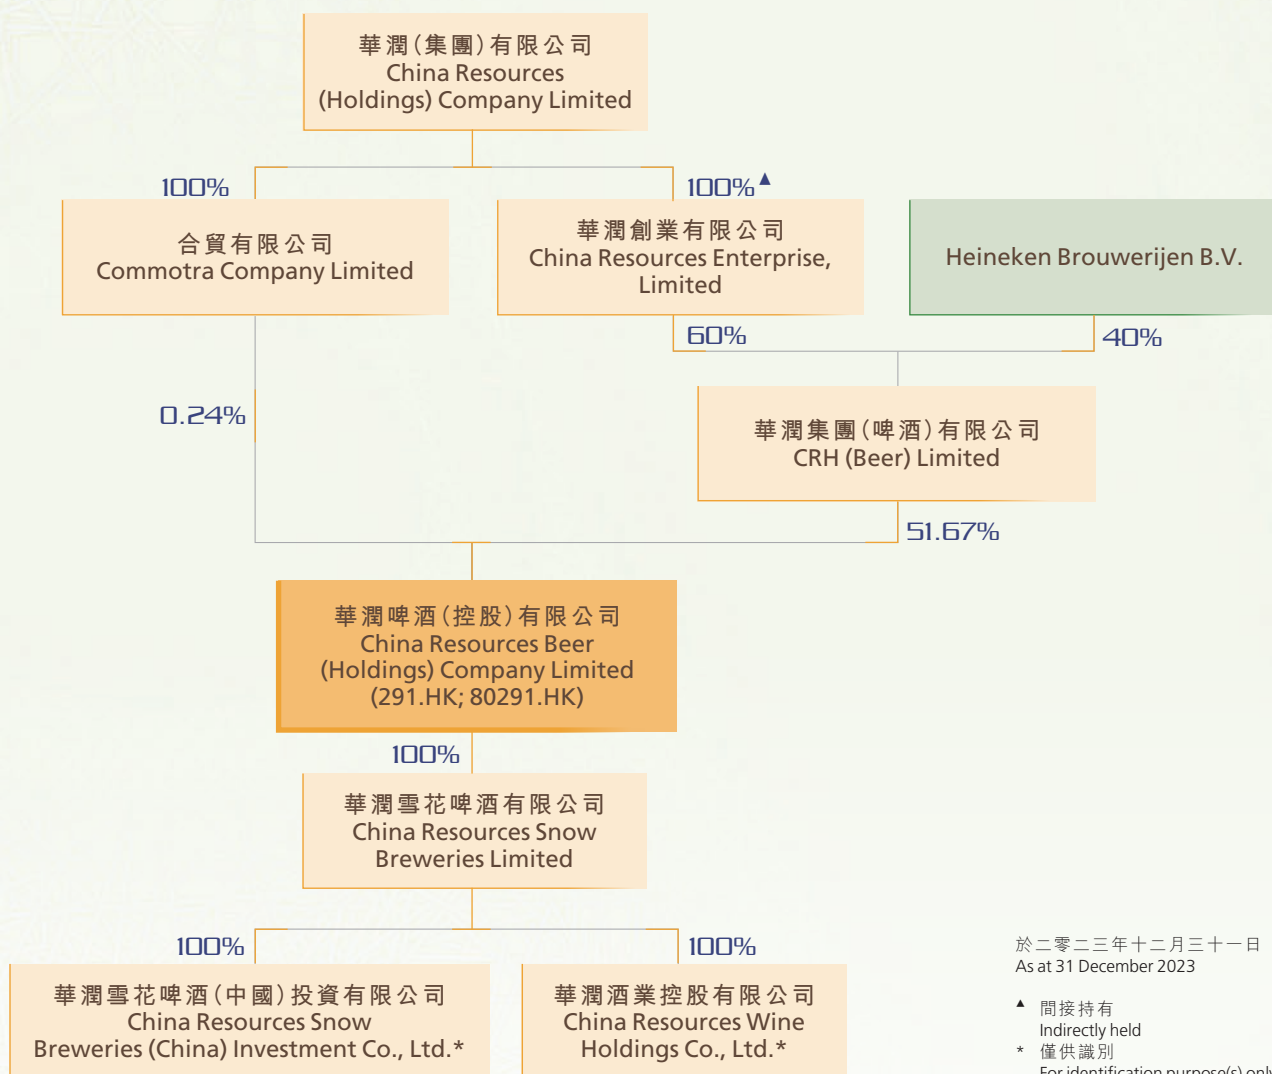 華潤（集團）有限公司
China Resources
(Holdings) Company Limited
100%
100%▲
合貿有限公司
Commotra Company Limited
華潤創業有限公司
China Resources Enterprise,
Limited
Heineken Brouwerijen B.V.
60%
40%
0.24%
華潤集團（啤酒）有限公司
CRH (Beer) Limited
51.67%
華潤啤酒（控股）有限公司
China Resources Beer
(Holdings) Company Limited
(291.HK; 80291.HK)
100%
華潤雪花啤酒有限公司
China Resources Snow
Breweries Limited
100%
100%
華潤雪花啤酒（中國）投資有限公司
China Resources Snow
Breweries (China) Investment Co., Ltd.*
華潤酒業控股有限公司
China Resources Wine
Holdings Co., Ltd.*
於二零二三年十二月三十一日
As at 31 December 2023
▲ 間接持有
Indirectly held
* 僅供識別
For identification purpose(s) only